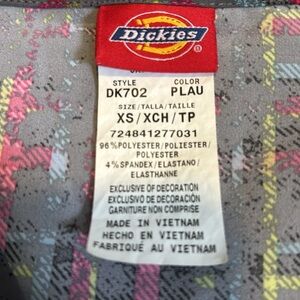 Dickies
®
STYLE COLOR
DK702 PLAU
SIZE/TALLA/TAILLE
XS/XCH/TP
724841277031
96%POLYESTER/POLIESTER/
POLYESTER
4%SPANDEX/ELASTANO/
ELASTHANNE
EXCLUSIVE OF DECORATION
EXCLUSIVO DE DECORACIÓN
GARNITURE NON COMPRISE
MADE IN VIETNAM
HECHO EN VIETNAM
FABRIQUÉ AU VIETNAM